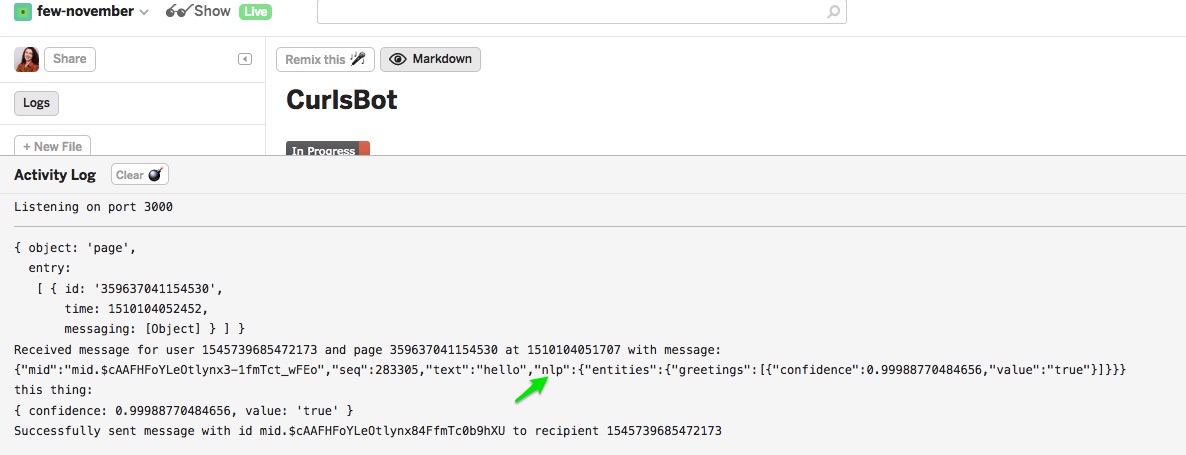 few-november Show Live
Share
Remix this Markdown
Logs
CurlsBot
+ New File
In Progress
Activity Log Clear
Listening on port 3000
{ object: 'page',
entry:
[ { id: '359637041154530',
time: 1510104052452,
messaging: [Object] } ] }
Received message for user 1545739685472173 and page 359637041154530 at 1510104051707 with message:
{"mid":"mid.$cAAFHFoYLeOtlynx3-1fmTct_wFEo","seq":283305,"text":"hello","nlp":{"entities":{"greetings":[{"confidence":0.99988770484656,"value":"true"}]}}}
this thing:
{ confidence: 0.99988770484656, value: 'true' }
Successfully sent message with id mid.$cAAFHFoYLeOtlynx84FfmTc0b9hXU to recipient 1545739685472173